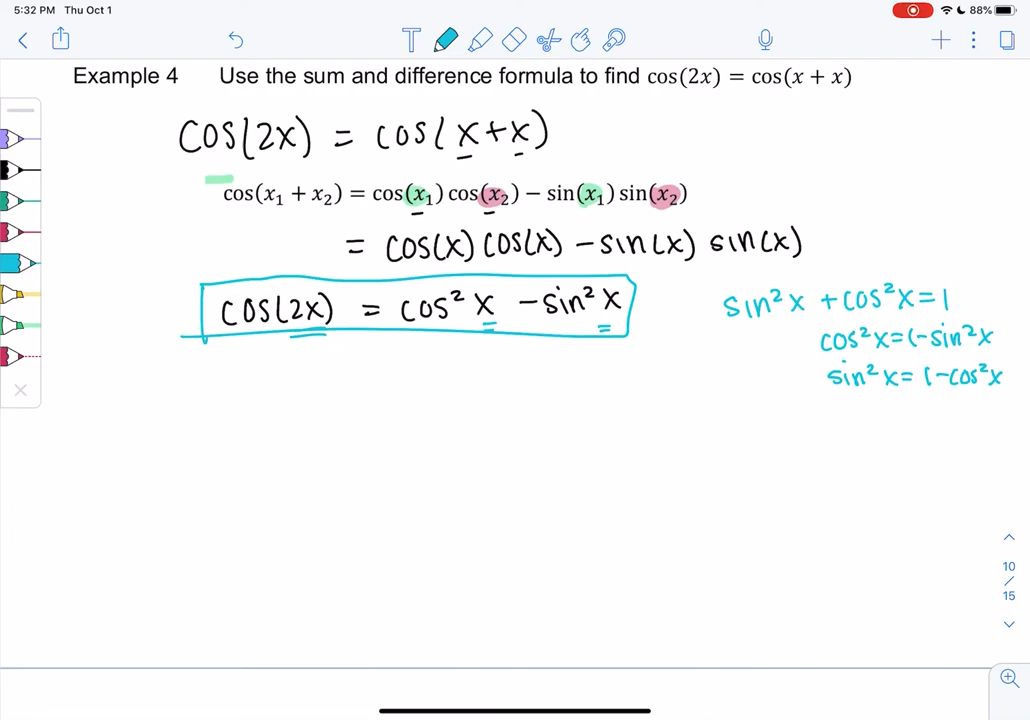 5:32 PM Thu Oct 1
88%
Example 4 Use the sum and difference formula to find cos(2x) = cos(x + x)
cos(2x) = cos(x+x)
cos(x₁ + x₂) = cos(x₁) cos(x₂) − sin(x₁) sin(x₂)
= cos(x) cos(x) - sin(x) sin(x)
cos(2x) = cos² x - sin² x
sin² x + cos² x = 1
cos² x = 1 - sin² x
sin² x = 1 - cos² x
10
/
15